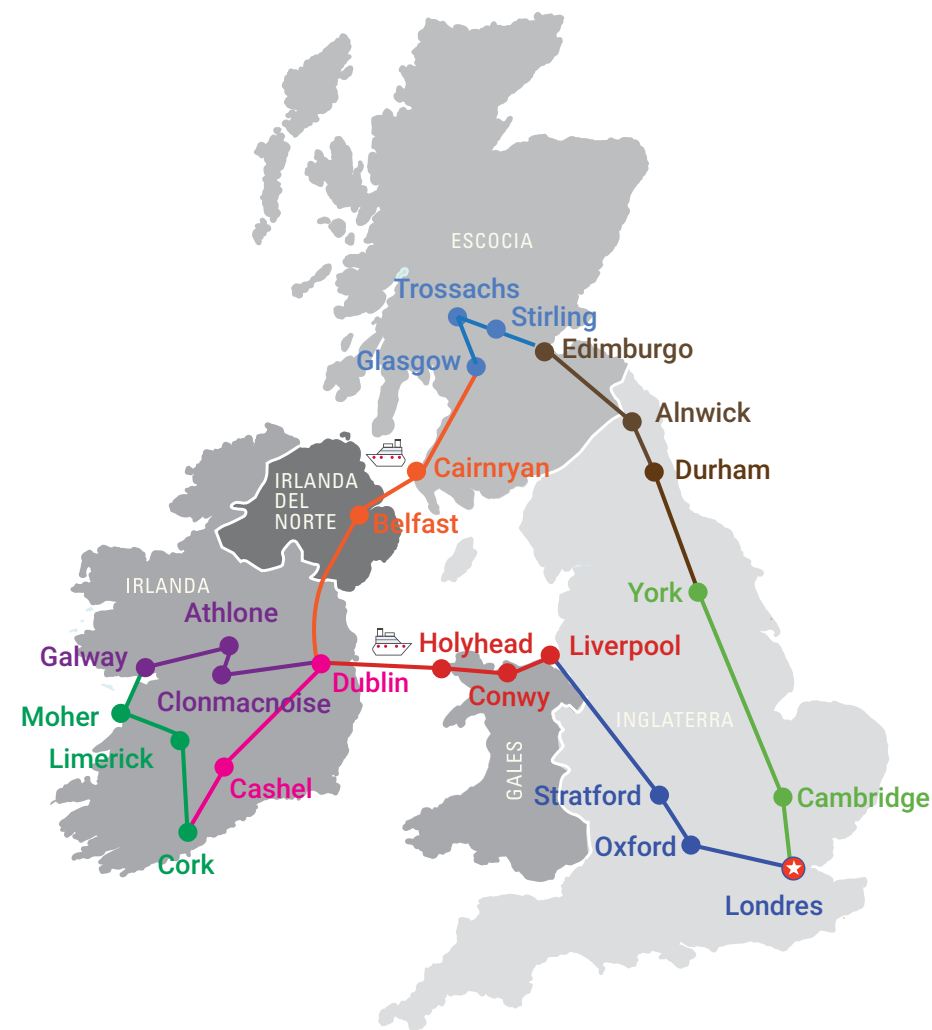 ESCOCIA
Trossachs
Stirling
Edimburgo
Glasgow
Alnwick
Cairnryan
Durham
IRLANDA
DEL
NORTE
Belfast
IRLANDA
York
Athlone
Holyhead
Liverpool
Galway
Dublin
Conwy
Clonmacnoise
Moher
INGLATERRA
Limerick
GALES
Cashel
Stratford
Cambridge
Oxford
Cork
Londres